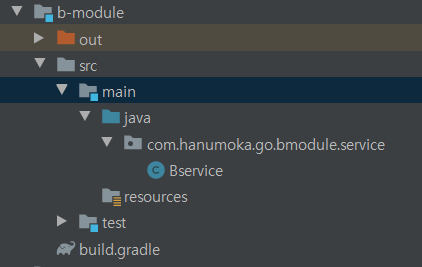 b-module
out
src
main
java
com.hanumoka.go.bmodule.service
C Bservice
resources
test
build.gradle